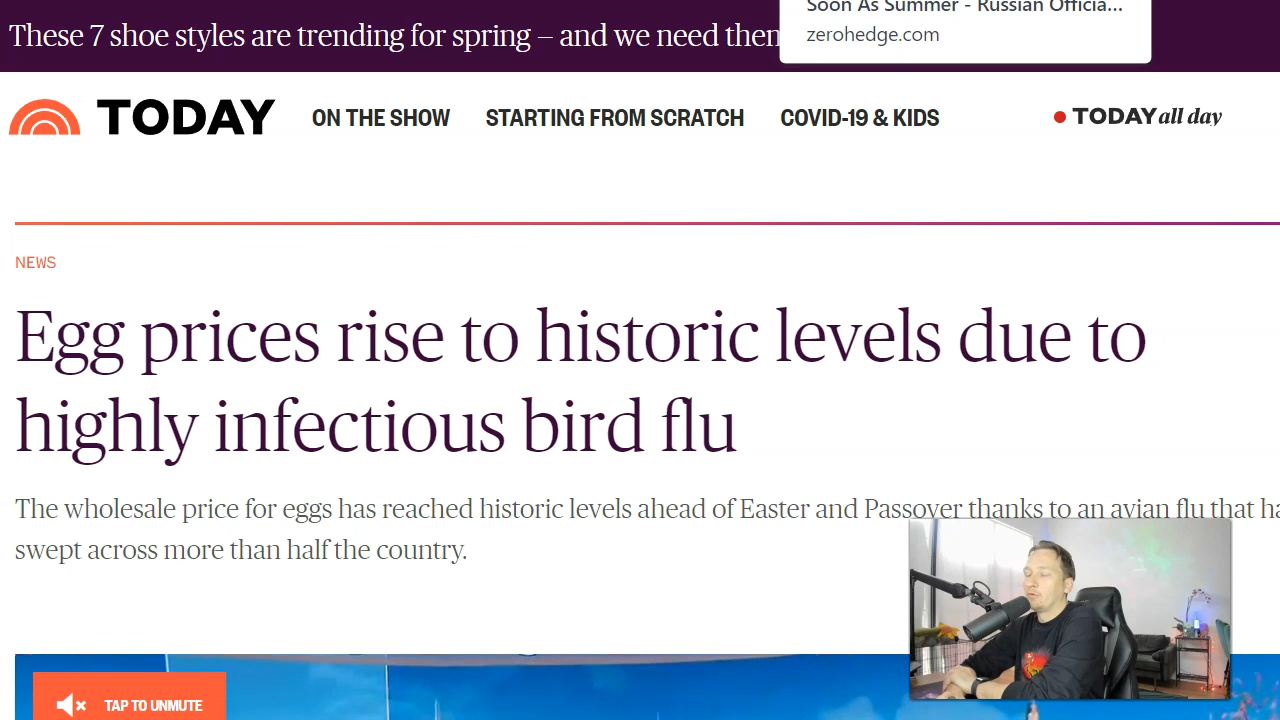 These 7 shoe styles are trending for spring – and we need
Soon As Summer - Russian Officia...
zerohedge.com
TODAY ON THE SHOW STARTING FROM SCRATCH COVID-19 & KIDS TODAY all day
NEWS
Egg prices rise to historic levels due to
highly infectious bird flu
The wholesale price for eggs has reached historic levels ahead of Easter and Passover thanks to an avian flu that
swept across more than half the country.
TAP TO UNMUTE